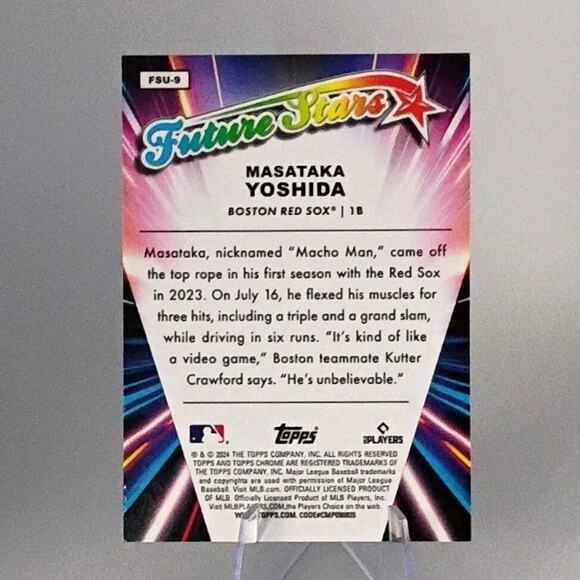 FSU-9
Future Stars
MASATAKA
YOSHIDA
BOSTON RED SOX® | 1B
Masataka, nicknamed “Macho Man,” came off
the top rope in his first season with the Red Sox
in 2023. On July 16, he flexed his muscles for
three hits, including a triple and a grand slam,
while driving in six runs. “It’s kind of like
a video game,” Boston teammate Kutter
Crawford says. “He’s unbelievable.”
Topps
PLAYERS
® & © 2024 THE TOPPS COMPANY, INC. ALL RIGHTS RESERVED
TOPPS AND TOPPS CHROME ARE REGISTERED TRADEMARKS OF
THE TOPPS COMPANY, INC. Major League Baseball trademarks
and copyrights are used with permission of Major League
Baseball. Visit MLB.com. OFFICIALLY LICENSED PRODUCT
OF MLB. Officially Licensed Product of MLB Players, Inc.
Visit MLBPLAYERS.COM, the Players Choice on the web.
TOPPS.COM.